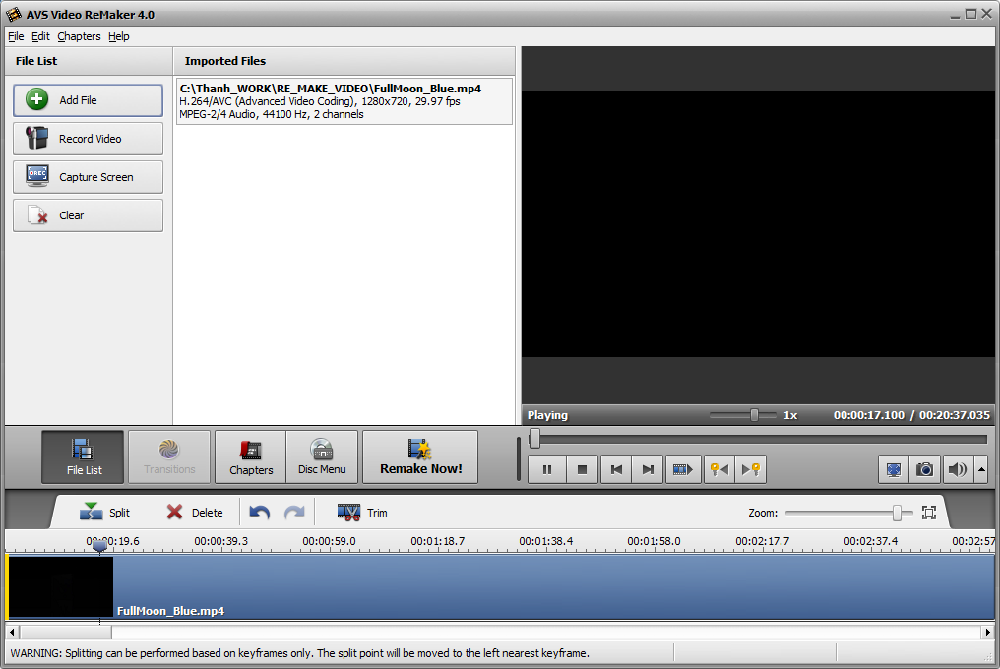 AVS Video ReMaker 4.0
File Edit Chapters Help
File List
Imported Files
Add File
Record Video
Capture Screen
Clear
C:\Thanh_WORK\RE_MAKE_VIDEO\FullMoon_Blue.mp4
H.264/AVC (Advanced Video Coding), 1280x720, 29.97 fps
MPEG-2/4 Audio, 44100 Hz, 2 channels
Playing 1x 00:00:17.100 / 00:20:37.035
File List Transitions Chapters Disc Menu Remake Now!
Split Delete Trim Zoom:
00:00:19.6 00:00:39.3 00:00:59.0 00:01:18.7 00:01:38.4 00:01:58.0 00:02:17.7 00:02:37.4 00:02:57
FullMoon_Blue.mp4
WARNING: Splitting can be performed based on keyframes only. The split point will be moved to the left nearest keyframe.